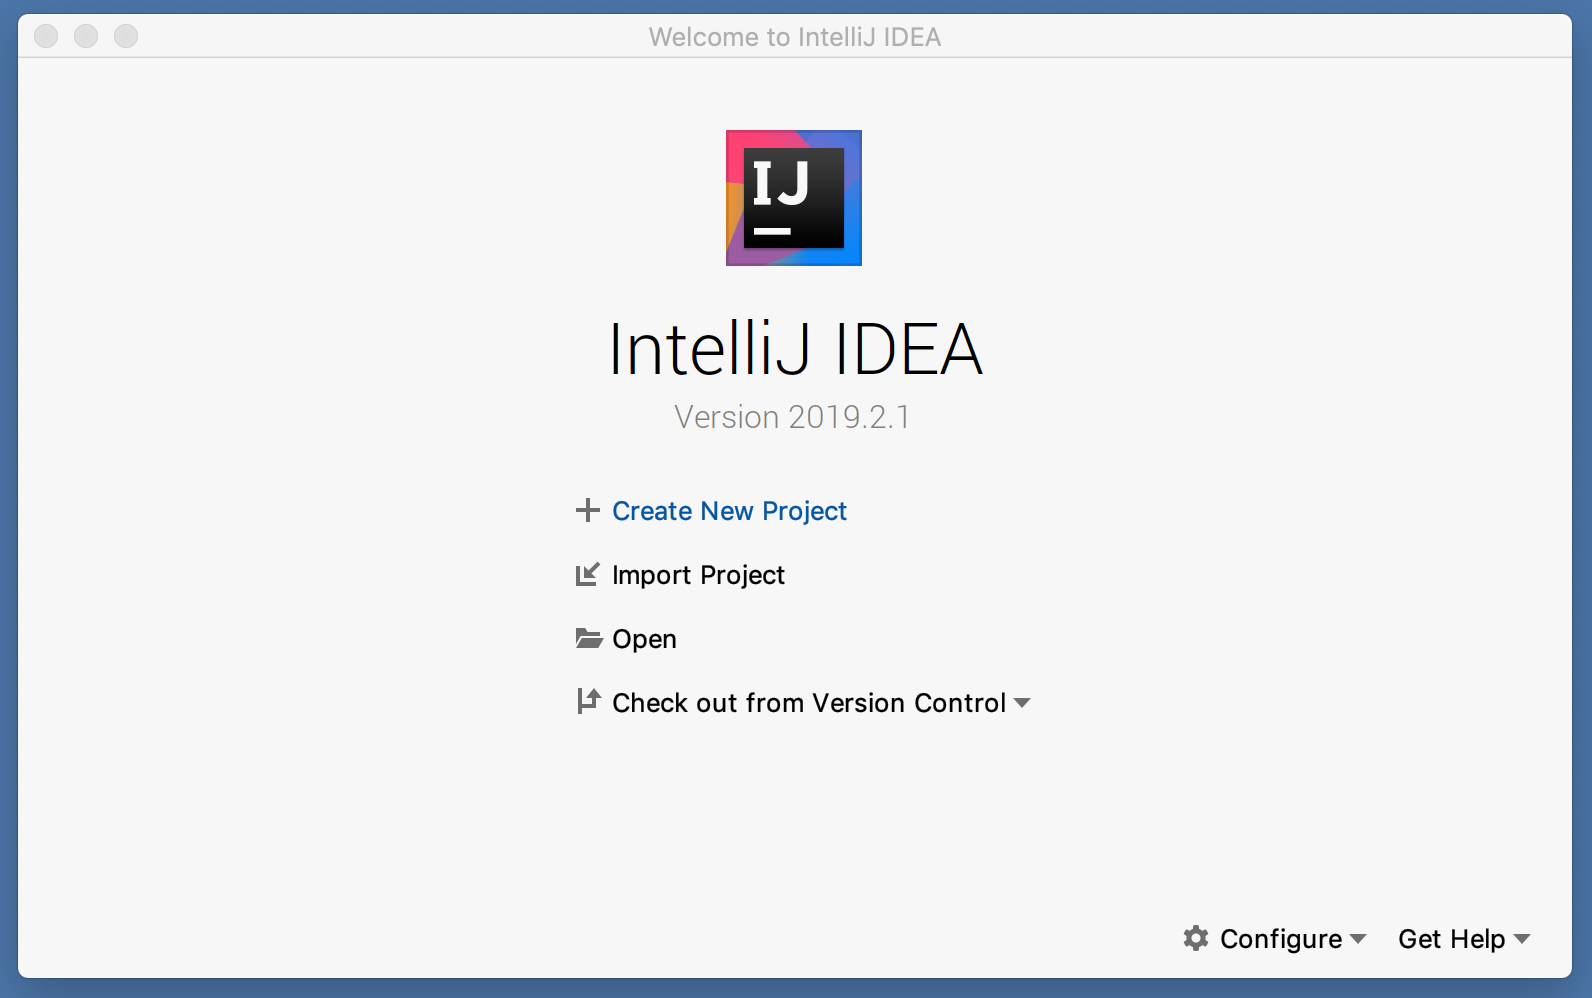 Welcome to IntelliJ IDEA
IJ
IntelliJ IDEA
Version 2019.2.1
Create New Project
Import Project
Open
Check out from Version Control
Configure
Get Help